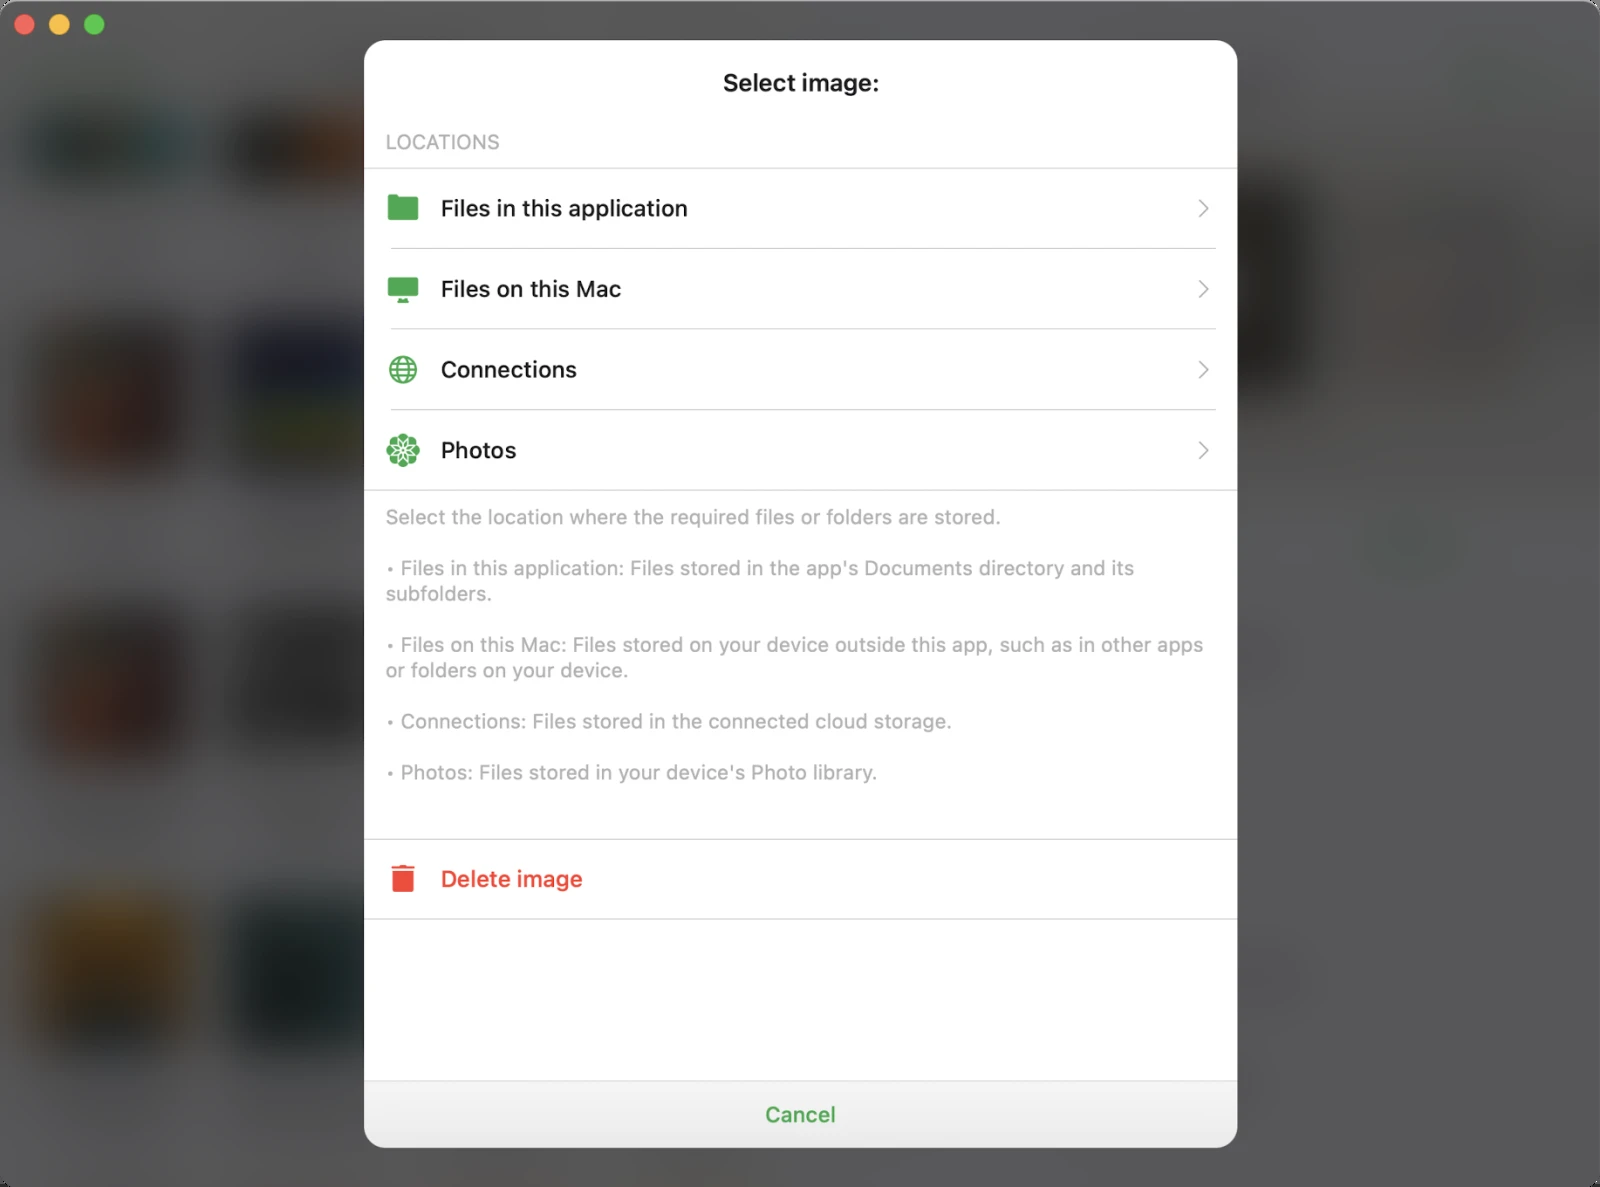 Select image:
LOCATIONS
Files in this application
Files on this Mac
Connections
Photos
Select the location where the required files or folders are stored.
• Files in this application: Files stored in the app's Documents directory and its
subfolders.
• Files on this Mac: Files stored on your device outside this app, such as in other apps
or folders on your device.
• Connections: Files stored in the connected cloud storage.
• Photos: Files stored in your device's Photo library.
Delete image
Cancel